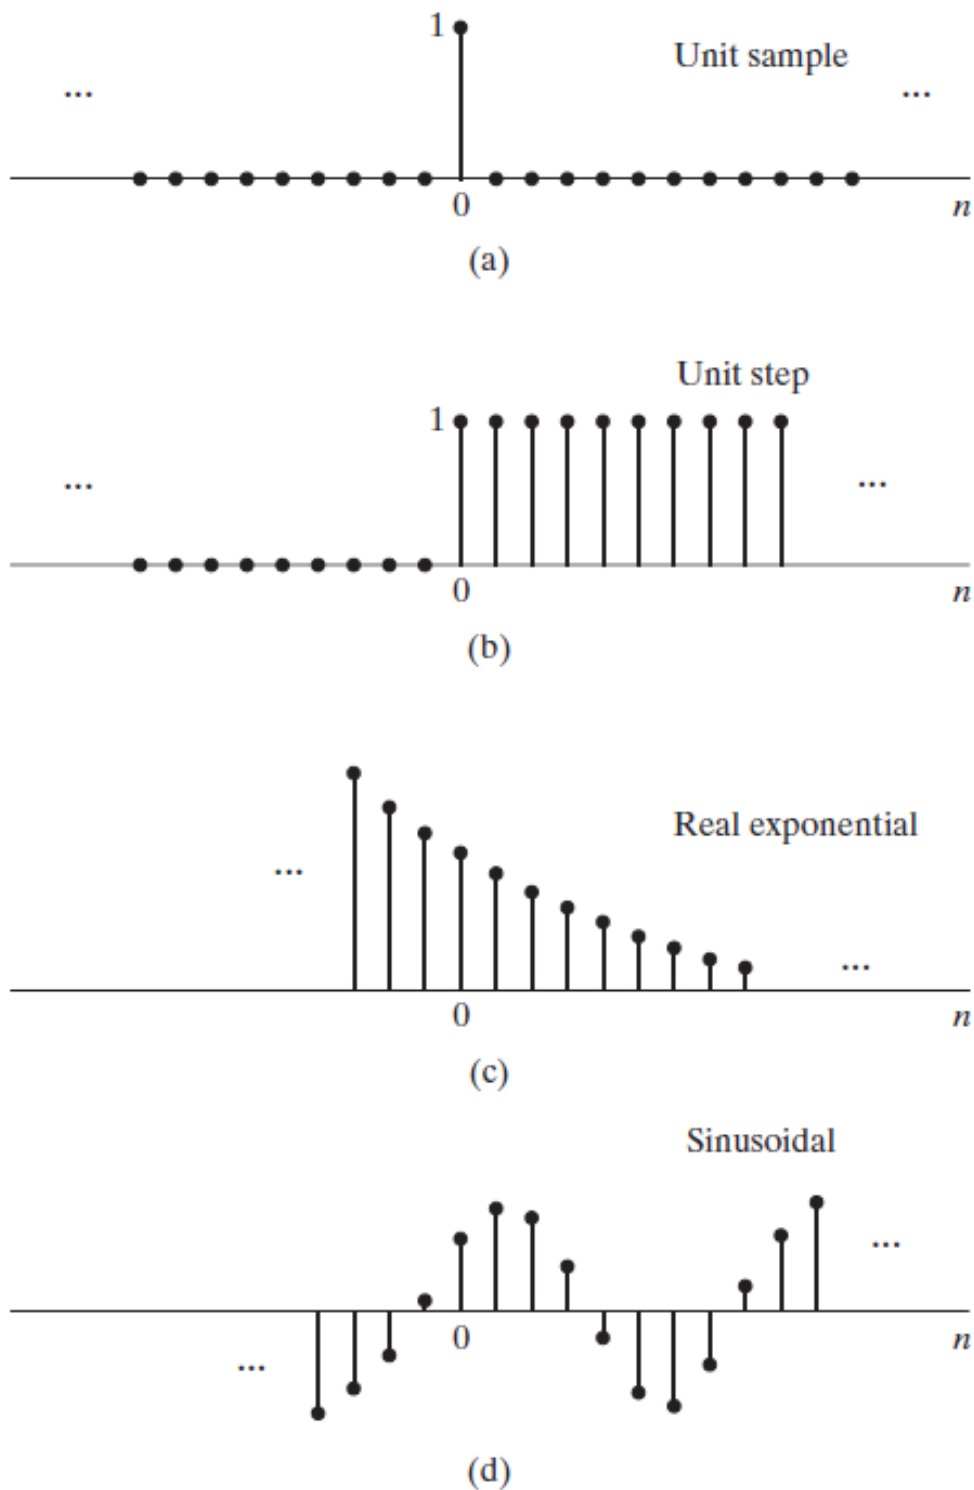 1
Unit sample
... ...
0 n
(a)
Unit step
1
... ...
0 n
(b)
Real exponential
...
...
0 n
(c)
Sinusoidal
...
0 n
...
(d)